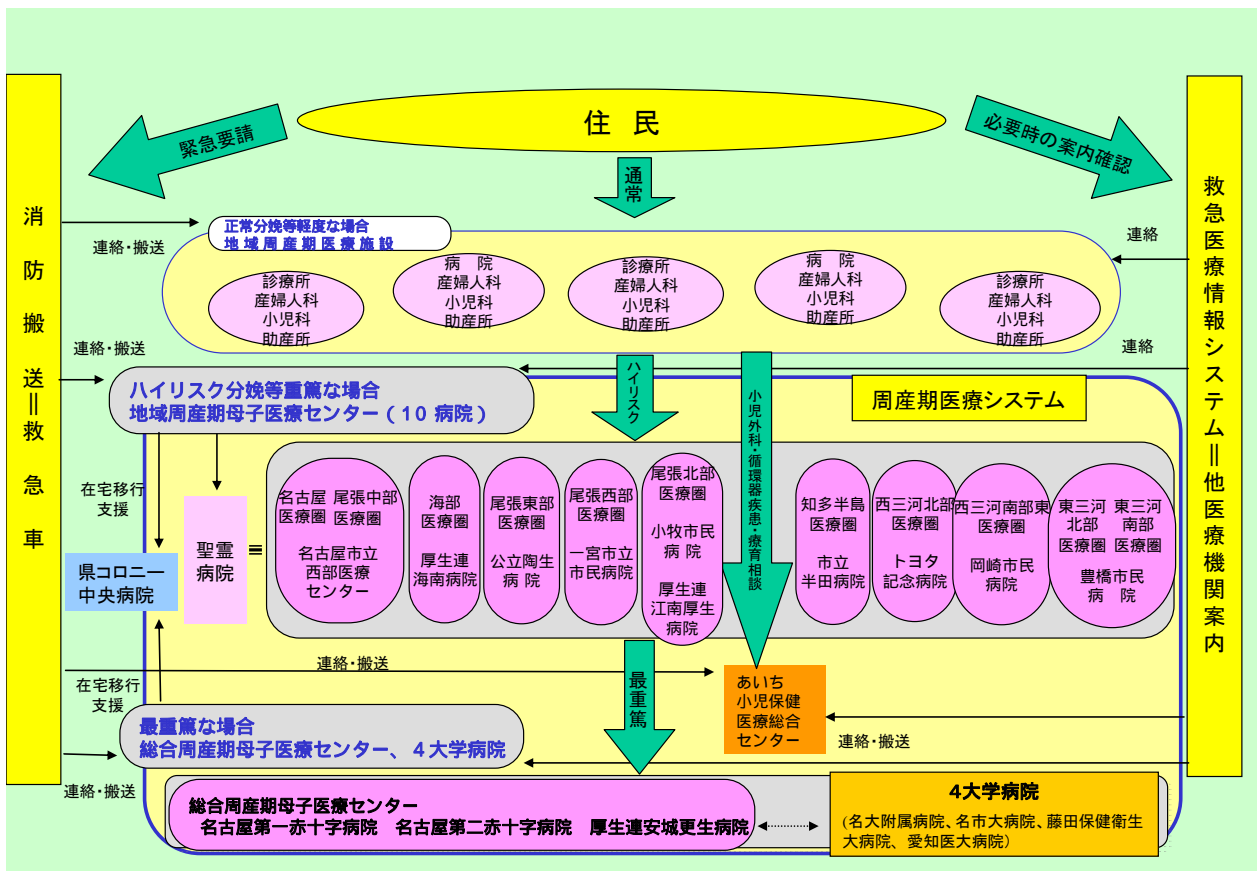 住 民
緊急要請
必要時の案内確認
通常
消防搬送＝救急車
救急医療情報システム＝他医療機関案内
正常分娩等軽度な場合
地域周産期医療施設
連絡・搬送
連絡
診療所
産婦人科
小児科
助産所
病 院
産婦人科
小児科
助産所
診療所
産婦人科
小児科
助産所
病 院
産婦人科
小児科
助産所
診療所
産婦人科
小児科
助産所
連絡・搬送
連絡
ハイリスク分娩等重篤な場合
地域周産期母子医療センター（10 病院）
ハイリスク
小児外科・循環器疾患・療育相談
周産期医療システム
在宅移行
支援
県コロニー
中央病院
聖霊
病院
≡
名古屋 尾張中部
医療圏 医療圏
名古屋市立
西部医療
センター
海部
医療圏
厚生連
海南病院
尾張東部
医療圏
公立陶生
病 院
尾張西部
医療圏
一宮市立
市民病院
尾張北部
医療圏
小牧市民
病 院
厚生連
江南厚生
病院
知多半島
医療圏
市立
半田病院
西三河北部
医療圏
トヨタ
記念病院
西三河南部東
医療圏
岡崎市民
病院
東三河 東三河
北部 南部
医療圏 医療圏
豊橋市民
病 院
連絡・搬送
最重篤
あいち
小児保健
医療総合
センター
連絡・搬送
在宅移行
支援
最重篤な場合
総合周産期母子医療センター、４大学病院
連絡・搬送
総合周産期母子医療センター
名古屋第一赤十字病院 名古屋第二赤十字病院 厚生連安城更生病院
4大学病院
(名大附属病院、名市大病院、藤田保健衛生
大病院、愛知医大病院）